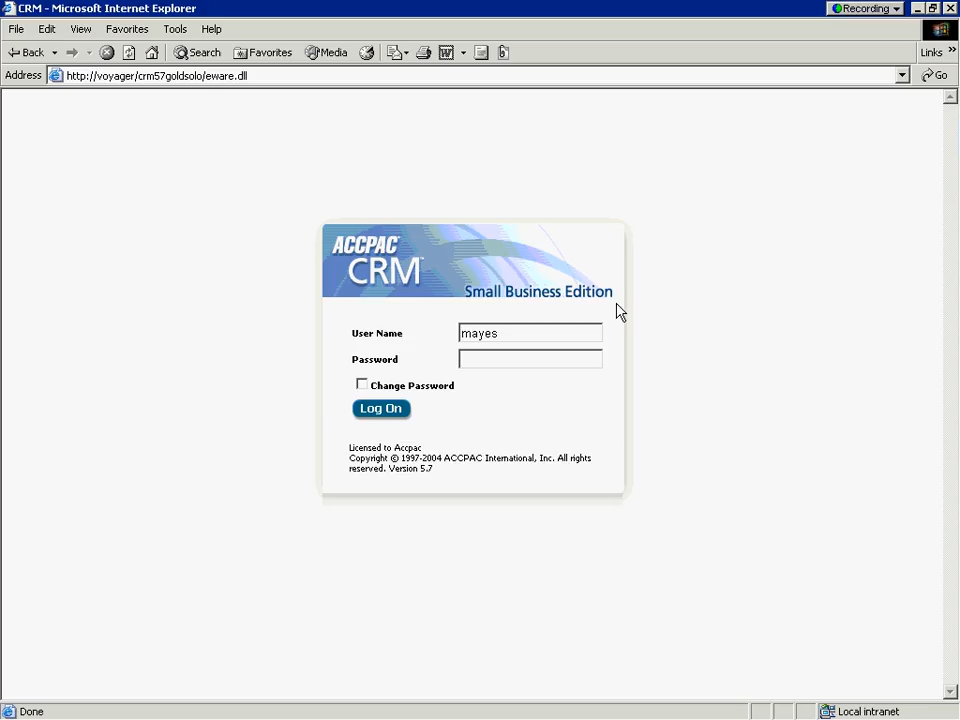 CRM - Microsoft Internet Explorer
Recording
File Edit View Favorites Tools Help
Back Search Favorites Media Links »
Address http://voyager/crm57goldsolo/eware.dll Go
ACCPAC
CRM
Small Business Edition
User Name mayes
Password
Change Password
Log On
Licensed to Accpac
Copyright © 1997-2004 ACCPAC International, Inc. All rights
reserved. Version 5.7
Done Local intranet